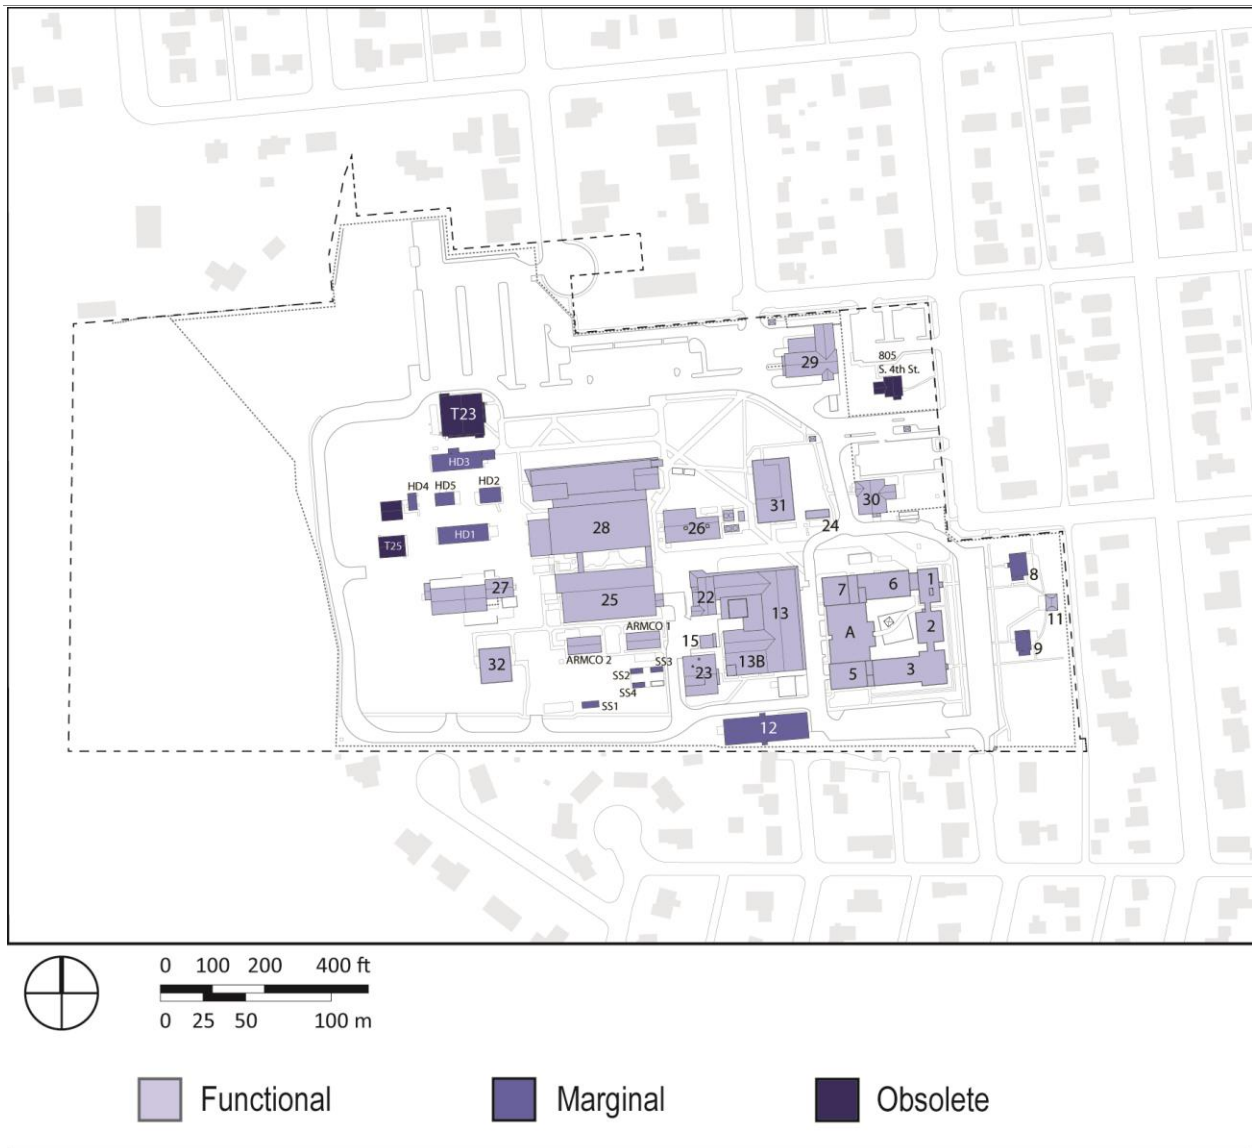 805
S. 4th St.
29
T23
HD3
HD4
HD5
HD2
T25
HD1
28
26
31
24
30
27
25
22
13
7
6
1
8
11
A
2
9
15
ARMCO 1
ARMCO 2
32
SS3
SS2
SS4
SS1
23
13B
5
3
12
0 100 200 400 ft
0 25 50 100 m
Functional
Marginal
Obsolete